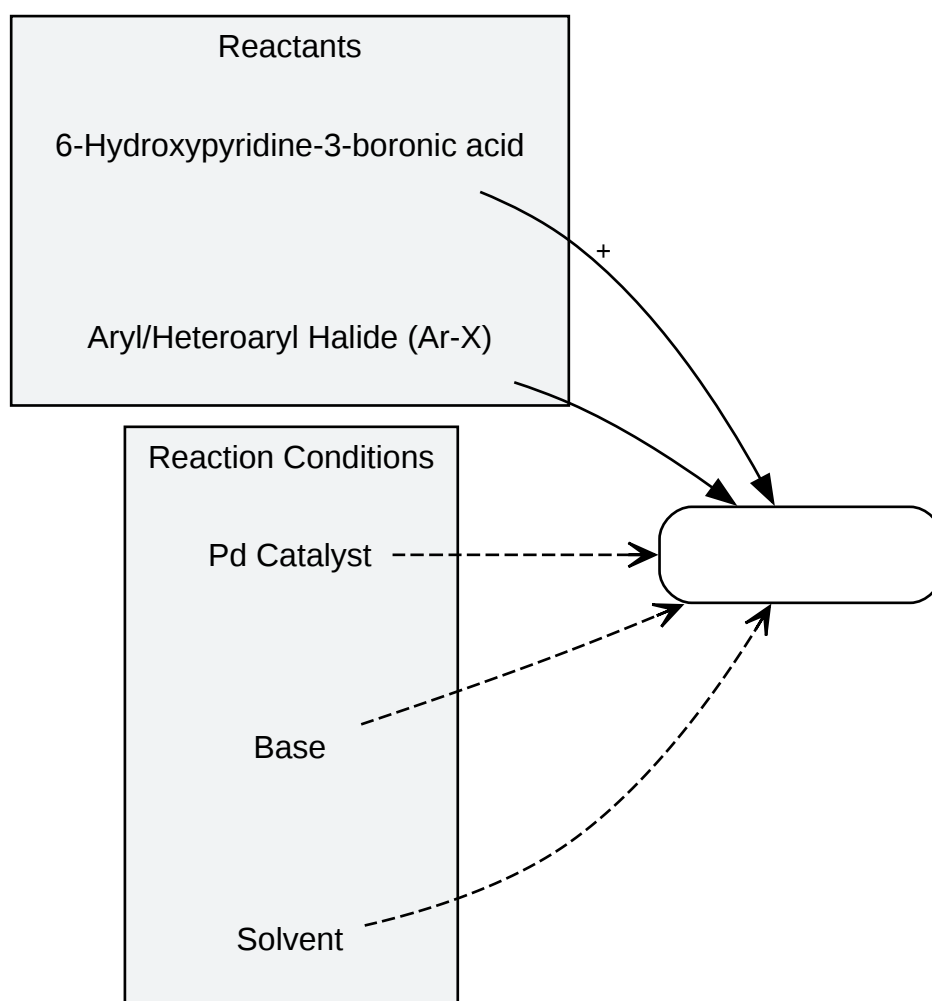 Reactants
6-Hydroxypyridine-3-boronic acid
+
Aryl/Heteroaryl Halide (Ar-X)
Reaction Conditions
Pd Catalyst
Base
Solvent